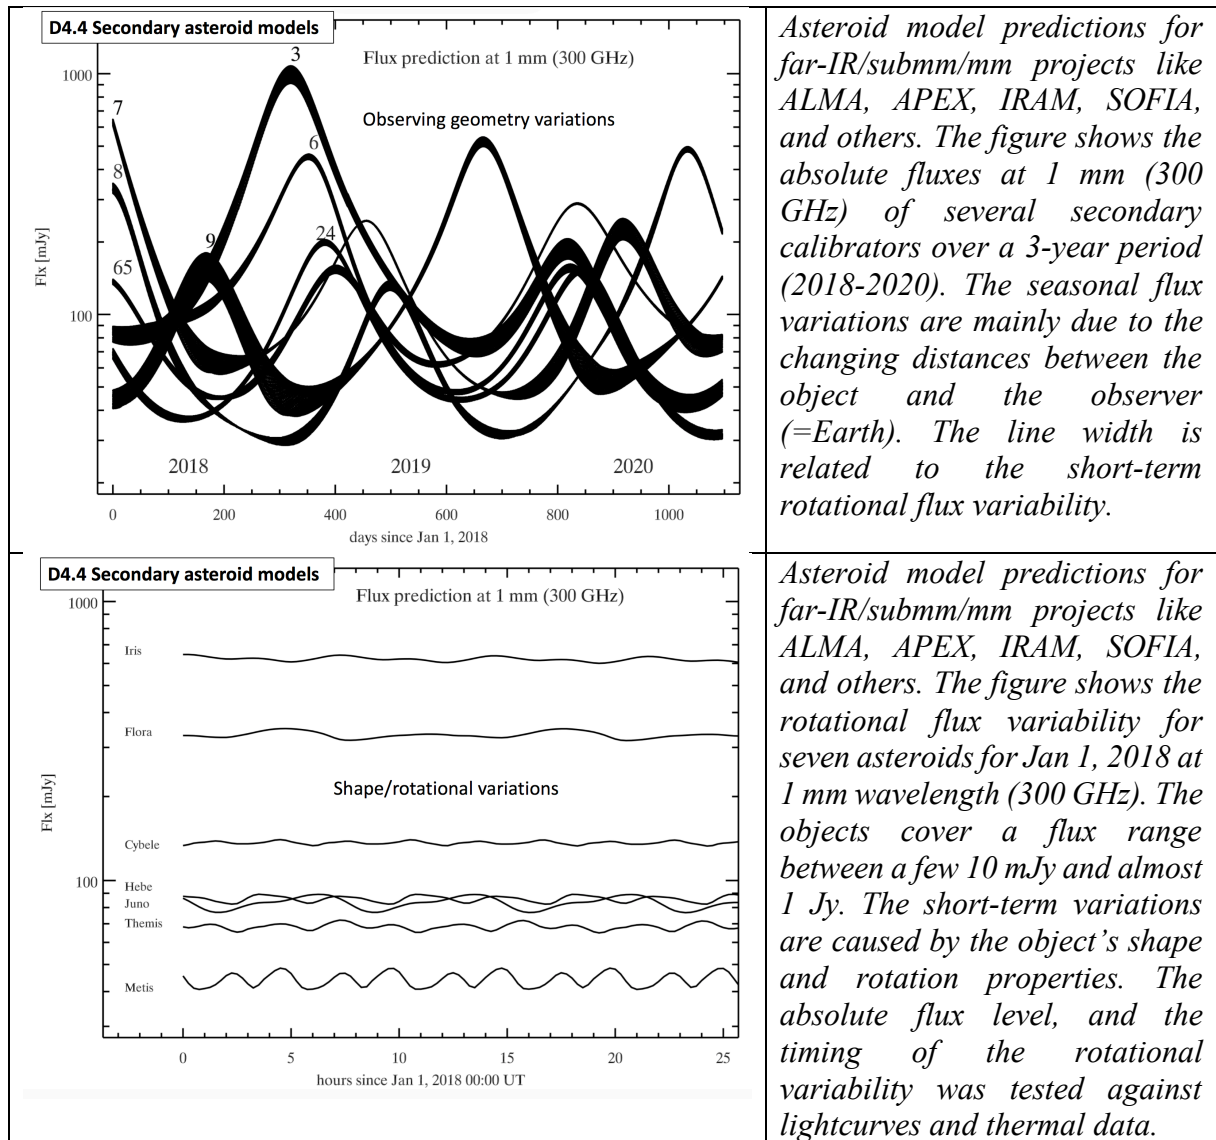 D4.4 Secondary asteroid models
Flux prediction at 1 mm (300 GHz)
Observing geometry variations
1000
100
Flx [mJy]
7
8
65
9
3
6
24
2018
2019
2020
0
200
400
600
800
1000
days since Jan 1, 2018
Asteroid model predictions for
far-IR/submm/mm projects like
ALMA, APEX, IRAM, SOFIA,
and others. The figure shows the
absolute fluxes at 1 mm (300
GHz) of several secondary
calibrators over a 3-year period
(2018-2020). The seasonal flux
variations are mainly due to the
changing distances between the
object and the observer
(=Earth). The line width is
related to the short-term
rotational flux variability.
D4.4 Secondary asteroid models
Flux prediction at 1 mm (300 GHz)
1000
100
Flx [mJy]
Iris
Flora
Shape/rotational variations
Cybele
Hebe
Juno
Themis
Metis
0
5
10
15
20
25
hours since Jan 1, 2018 00:00 UT
Asteroid model predictions for
far-IR/submm/mm projects like
ALMA, APEX, IRAM, SOFIA,
and others. The figure shows the
rotational flux variability for
seven asteroids for Jan 1, 2018 at
1 mm wavelength (300 GHz). The
objects cover a flux range
between a few 10 mJy and almost
1 Jy. The short-term variations
are caused by the object's shape
and rotation properties. The
absolute flux level, and the
timing of the rotational
variability was tested against
lightcurves and thermal data.